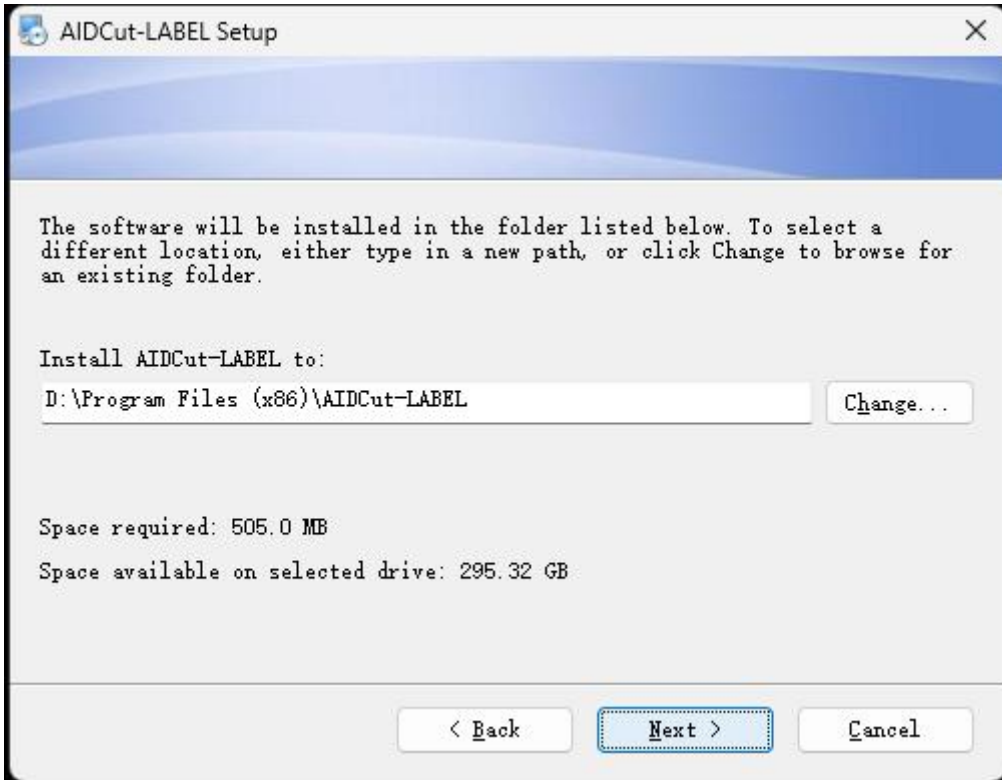 AIDCut-LABEL Setup
The software will be installed in the folder listed below. To select a
different location, either type in a new path, or click Change to browse for
an existing folder.
Install AIDCut-LABEL to:
D:\Program Files (x86)\AIDCut-LABEL
Change...
Space required: 505.0 MB
Space available on selected drive: 295.32 GB
< Back
Next >
Cancel